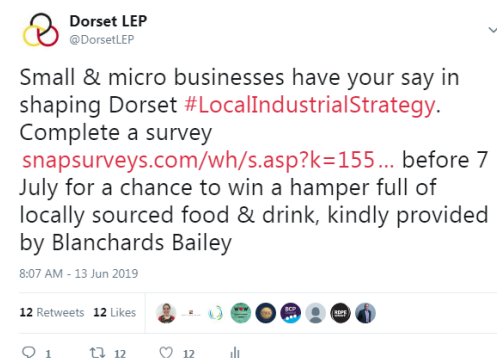 Dorset LEP
@DorsetLEP
Small & micro businesses have your say in
shaping Dorset #LocalIndustrialStrategy.
Complete a survey
snapsurveys.com/wh/s.asp?k=155… before 7
July for a chance to win a hamper full of
locally sourced food & drink, kindly provided
by Blanchards Bailey
8:07 AM - 13 Jun 2019
12 Retweets 12 Likes
BCP
RDPE
1 12 12